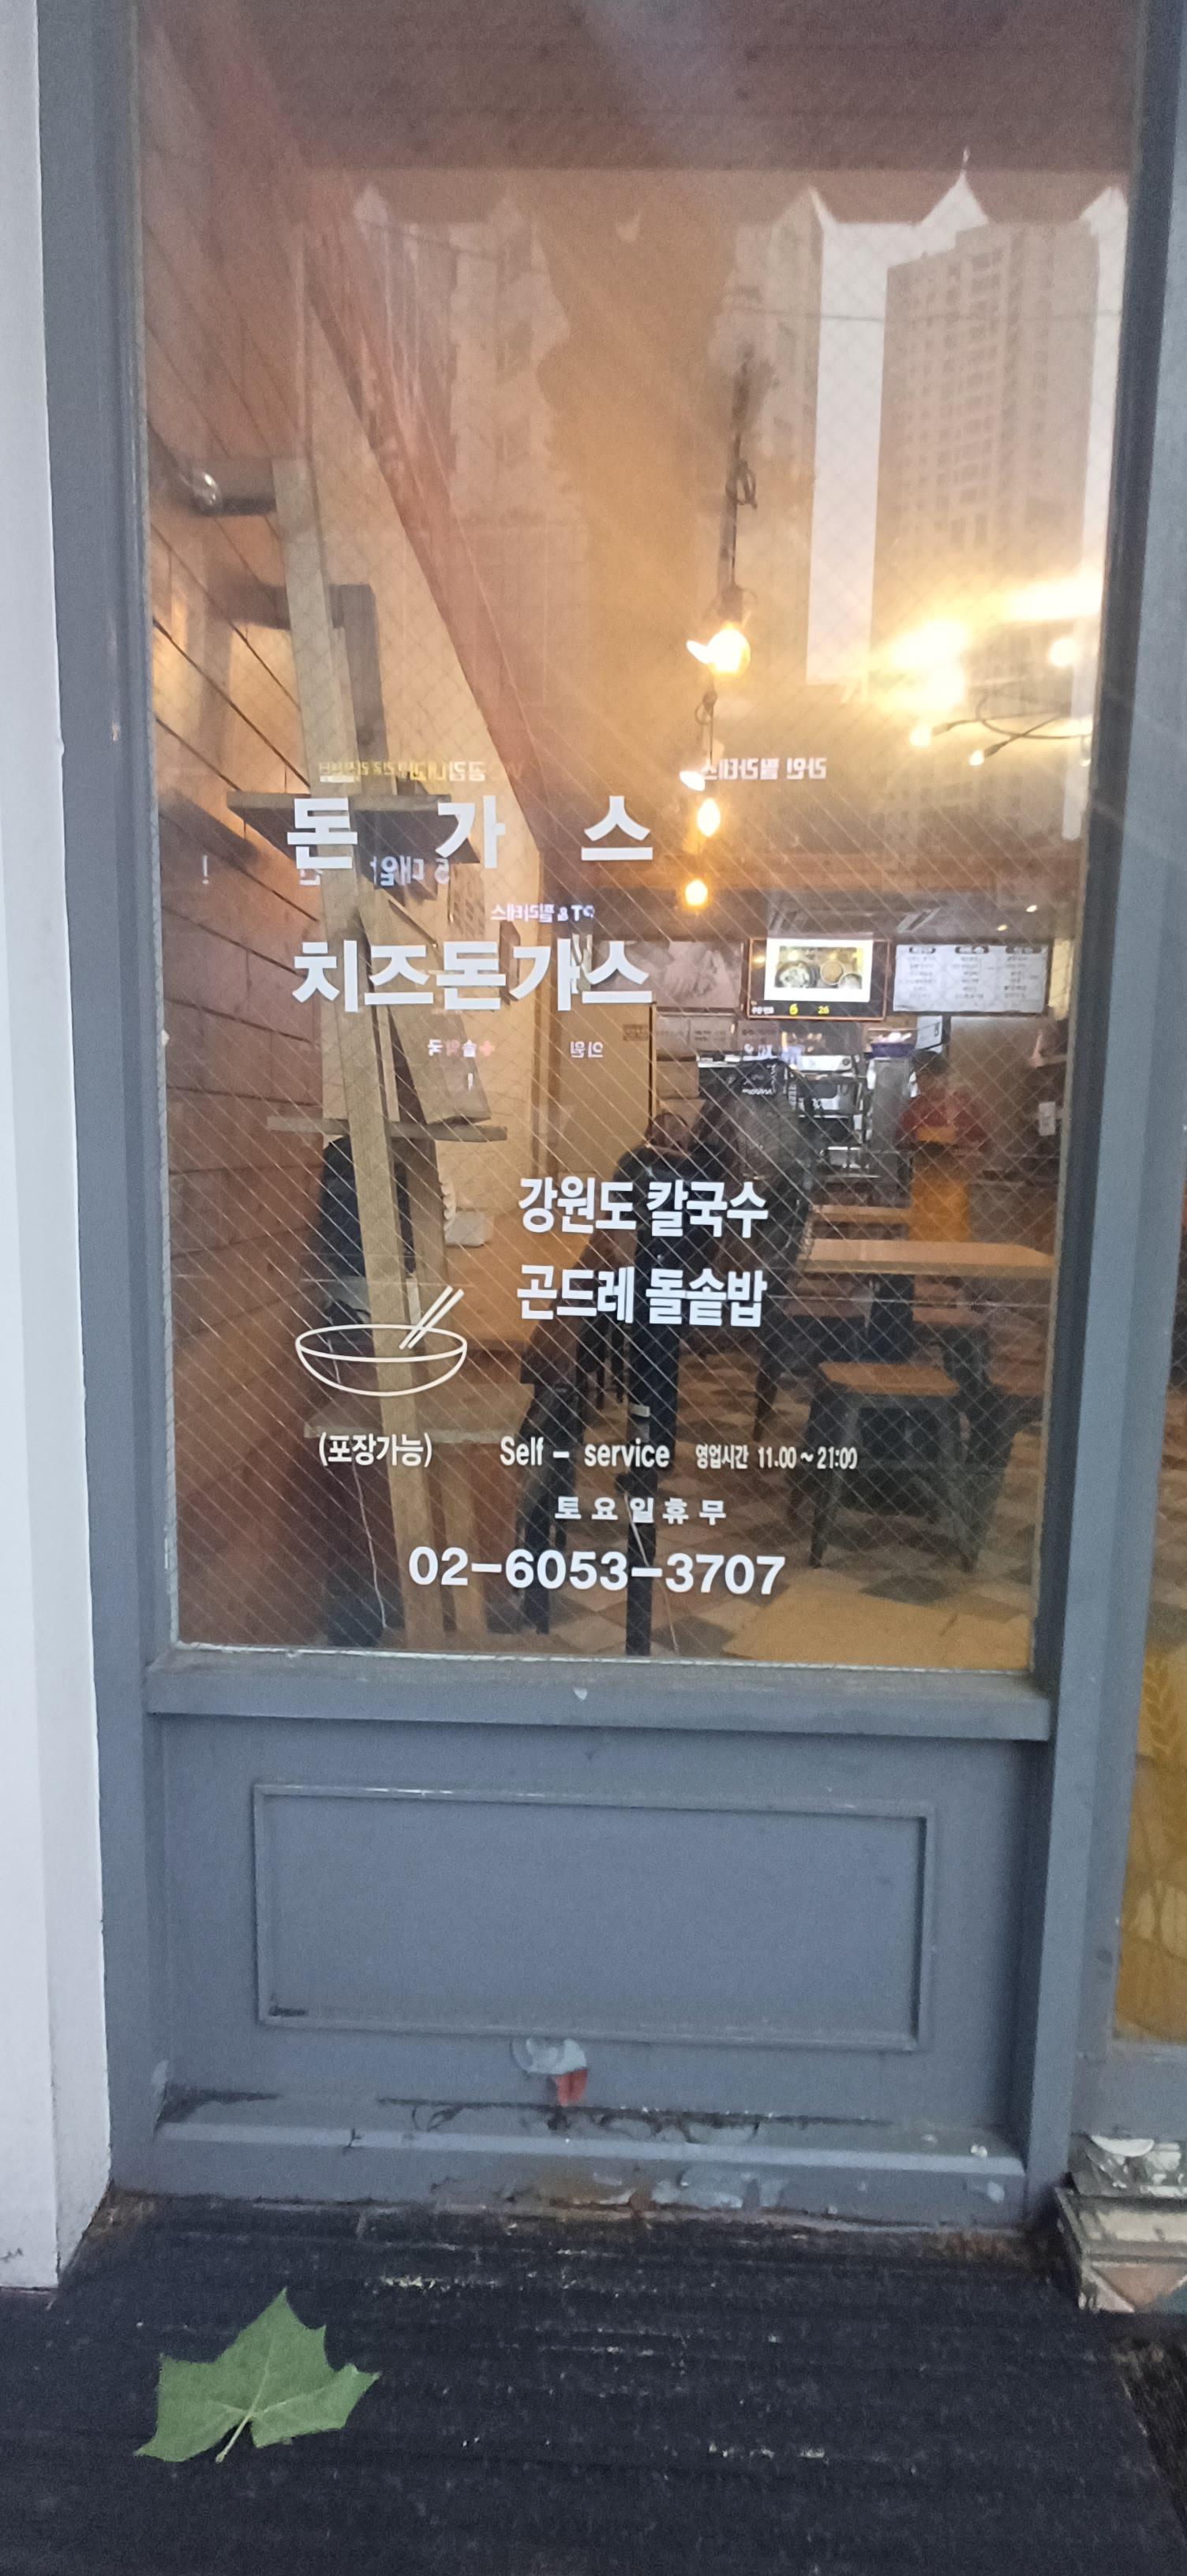 돈 가 스
치즈돈가스
강원도 칼국수
곤드레 돌솥밥
(포장가능) Self - service 영업시간 11.00 ~ 21:00
토요일휴무
02-6053-3707